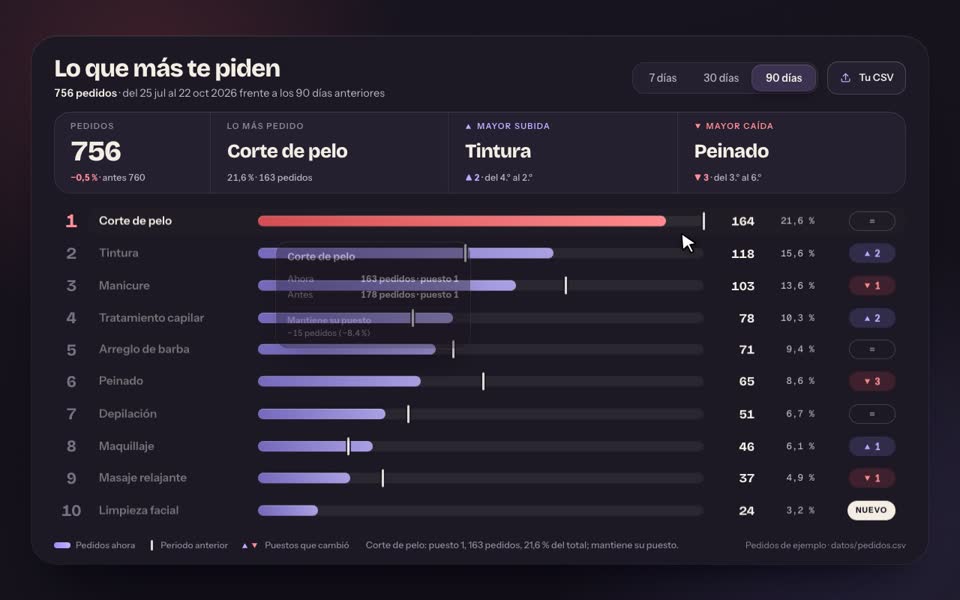 Lo que más te piden
756 pedidos · del 25 jul al 22 oct 2026 frente a los 90 días anteriores
7 días 30 días 90 días Tu CSV
PEDIDOS
756
−0,5 % · antes 760
LO MÁS PEDIDO
Corte de pelo
21,6 % · 163 pedidos
▲ MAYOR SUBIDA
Tintura
▲ 2 · del 4.º al 2.º
▼ MAYOR CAÍDA
Peinado
▼ 3 · del 3.º al 6.º
1 Corte de pelo 164 21,6 % =
2 Tintura 118 15,6 % ▲ 2
3 Manicure 103 13,6 % ▼ 1
4 Tratamiento capilar 78 10,3 % ▲ 2
5 Arreglo de barba 71 9,4 % =
6 Peinado 65 8,6 % ▼ 3
7 Depilación 51 6,7 % =
8 Maquillaje 46 6,1 % ▲ 1
9 Masaje relajante 37 4,9 % ▼ 1
10 Limpieza facial 24 3,2 % NUEVO
Corte de pelo
Ahora 163 pedidos · puesto 1
Antes 178 pedidos · puesto 1
Mantiene su puesto
−15 pedidos (−8,4 %)
Pedidos ahora Periodo anterior ▲▼ Puestos que cambió Corte de pelo: puesto 1, 163 pedidos, 21,6 % del total; mantiene su puesto. Pedidos de ejemplo · datos/pedidos.csv